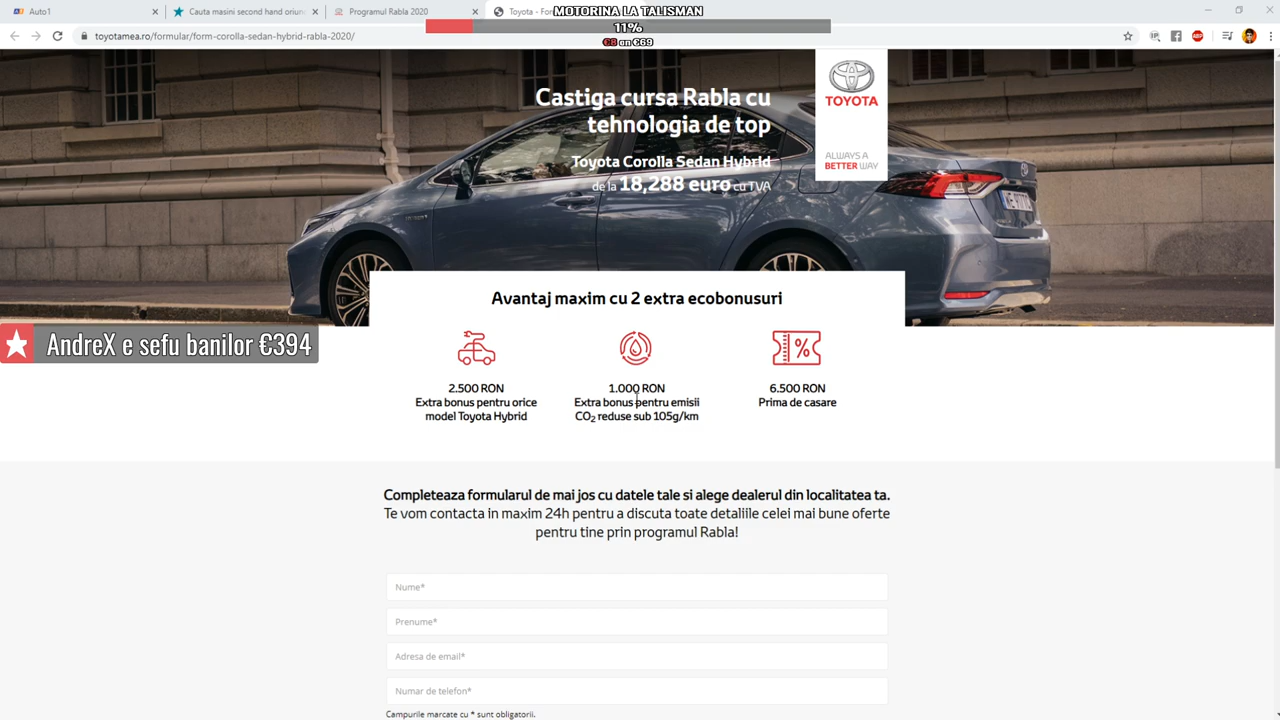 Auto1
Cauta masini second hand oriun
Programul Rabla 2020
Toyota - For
MOTORINA LA TALISMAN
11%
€8 an €69
toyotamea.ro/formular/form-corolla-sedan-hybrid-rabla-2020/
ABP
Castiga cursa Rabla cu
tehnologia de top
Toyota Corolla Sedan Hybrid
de la 18,288 euro cu TVA
TOYOTA
ALWAYS A
BETTER WAY
Avantaj maxim cu 2 extra ecobonusuri
AndreX e sefu banilor €394
2.500 RON
Extra bonus pentru orice
model Toyota Hybrid
1.000 RON
Extra bonus pentru emisii
CO2 reduse sub 105g/km
%
6.500 RON
Prima de casare
Completeaza formularul de mai jos cu datele tale si alege dealerul din localitatea ta.
Te vom contacta in maxim 24h pentru a discuta toate detaliile celei mai bune oferte
pentru tine prin programul Rabla!
Nume*
Prenume*
Adresa de email*
Numar de telefon*
Campurile marcate cu * sunt obligatorii.